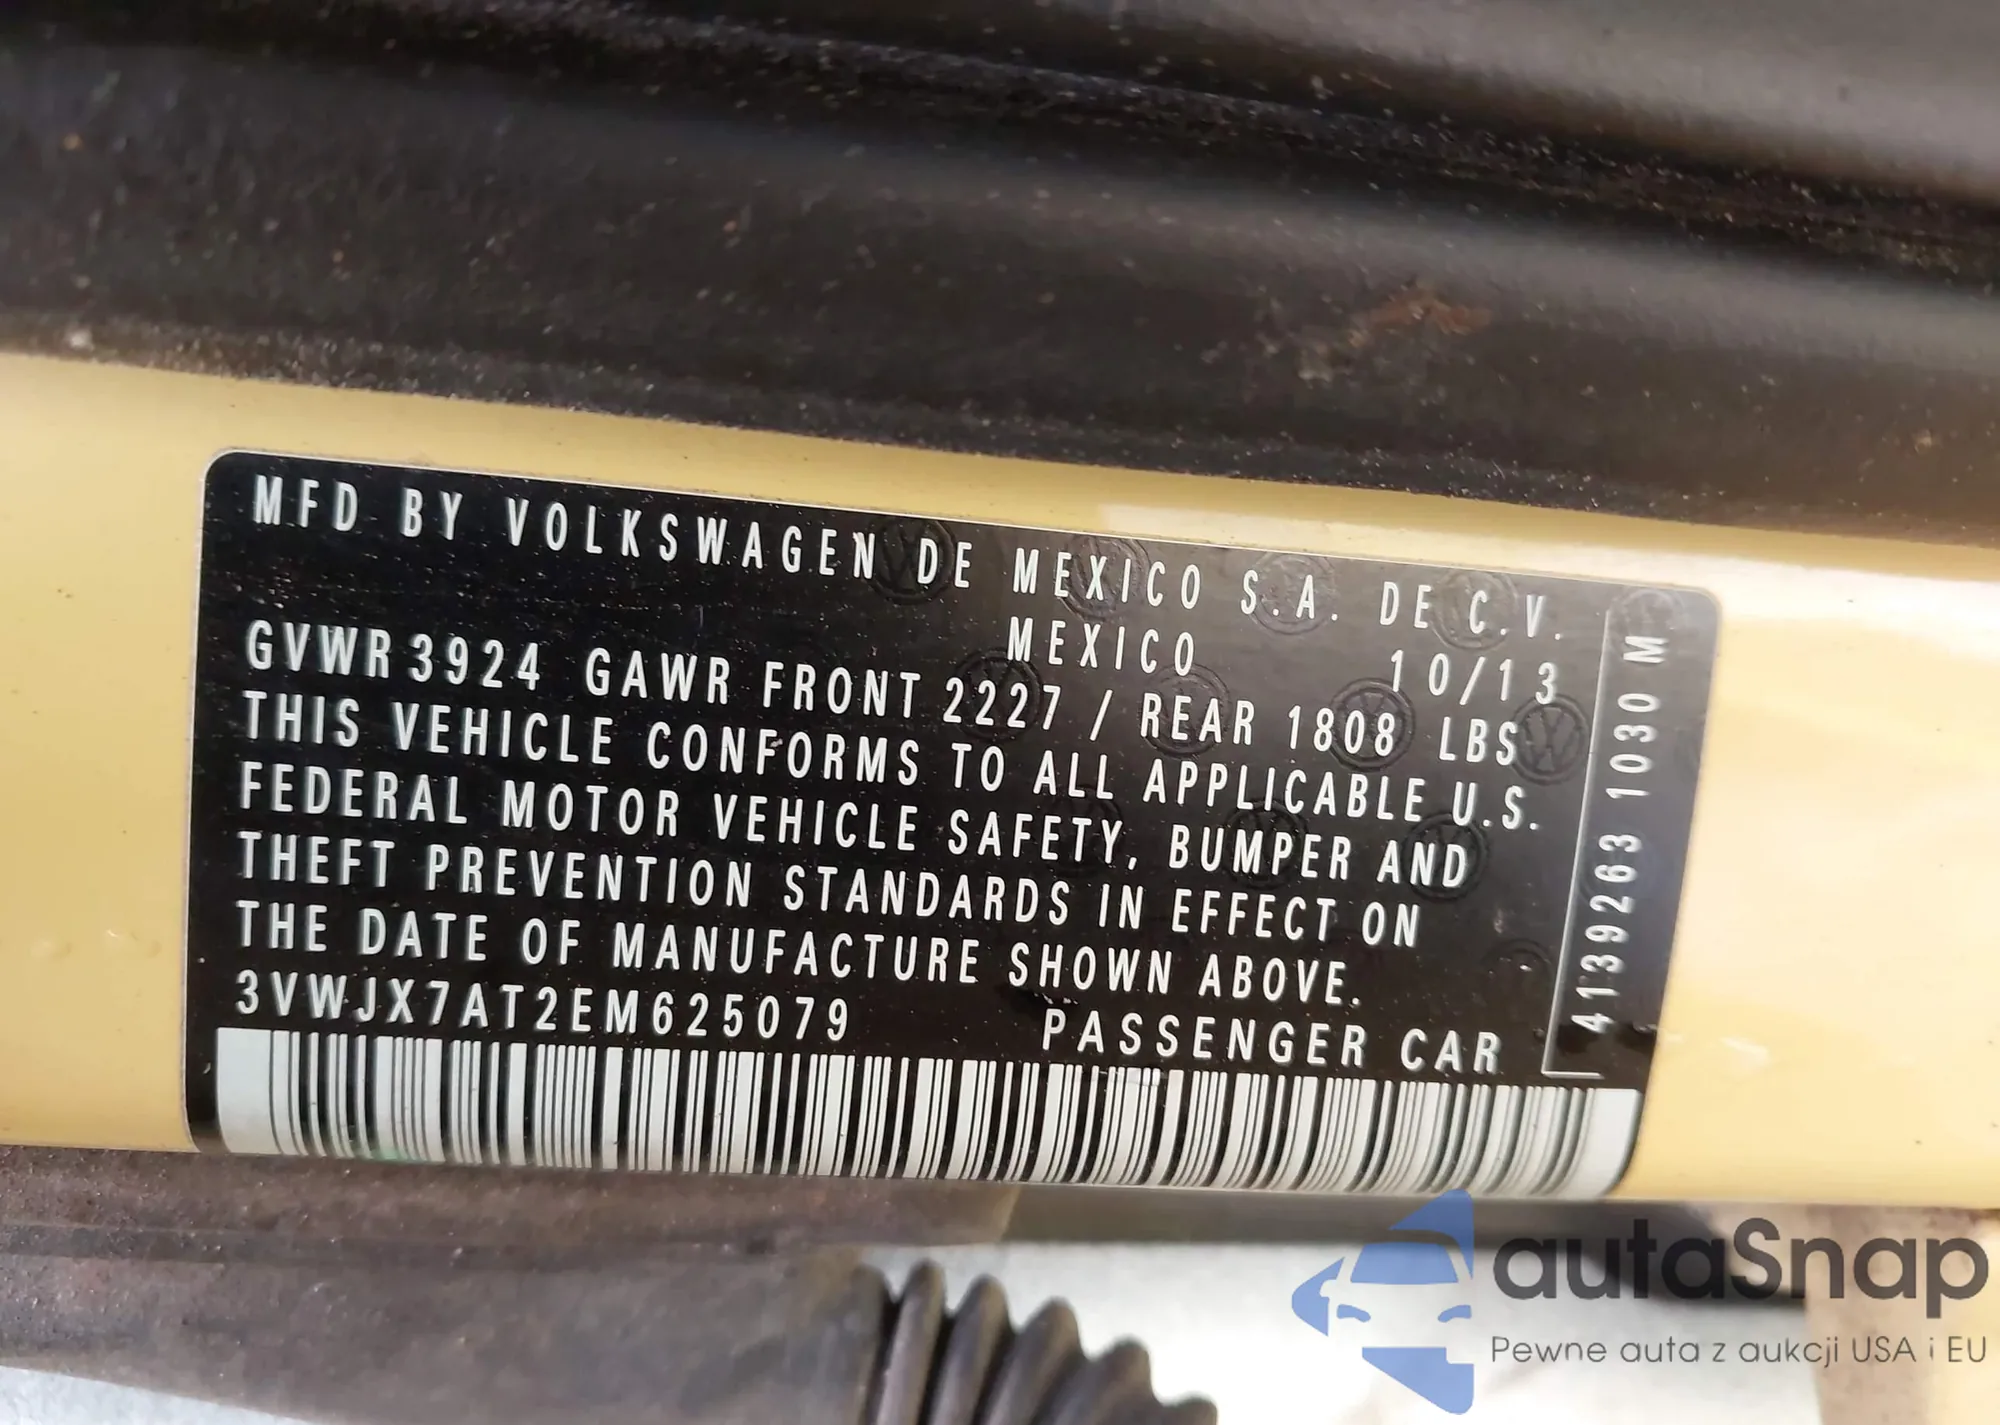 MFD BY VOLKSWAGEN DE MEXICO S.A. DE C.V.
MEXICO 10/13
GVWR 3924 GAWR FRONT 2227 / REAR 1808 LBS
THIS VEHICLE CONFORMS TO ALL APPLICABLE U.S.
FEDERAL MOTOR VEHICLE SAFETY, BUMPER AND
THEFT PREVENTION STANDARDS IN EFFECT ON
THE DATE OF MANUFACTURE SHOWN ABOVE.
3VWJX7AT2EM625079 PASSENGER CAR
4139263 1030 M
autaSnap
Pewne auta z aukcji USA i EU